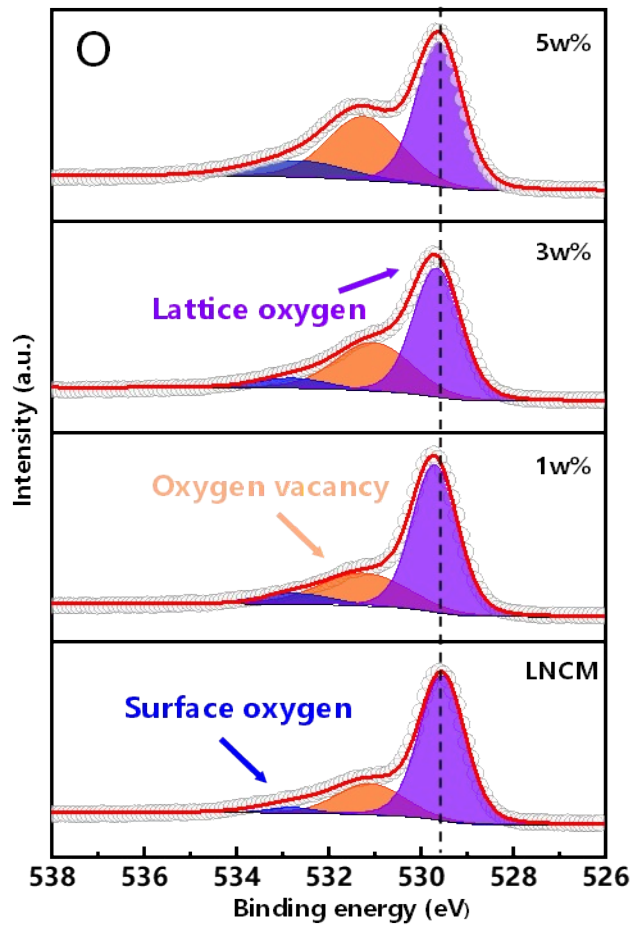 O
5w%
3w%
Lattice oxygen
1w%
Oxygen vacancy
LNCM
Surface oxygen
Intensity (a.u.)
538 536 534 532 530 528 526
Binding energy (eV)